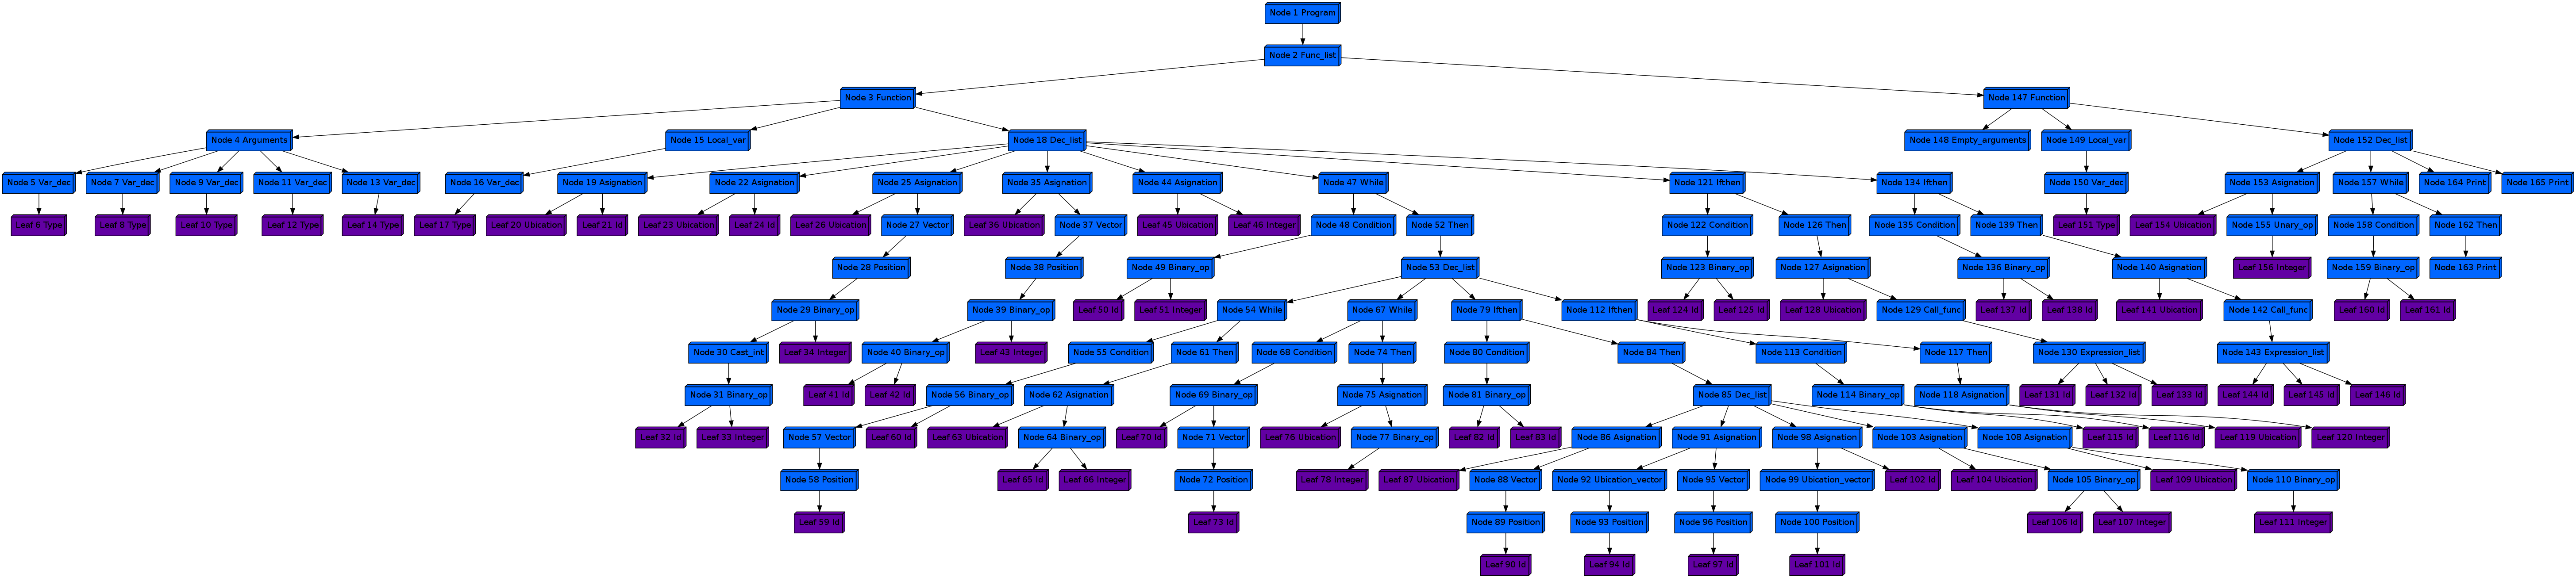 Node 1 Program
Node 2 Func_list
Node 3 Function
Node 147 Function
Node 4 Arguments
Node 15 Local_var
Node 18 Dec_list
Node 148 Empty_arguments
Node 149 Local_var
Node 152 Dec_list
Node 5 Var_dec
Node 7 Var_dec
Node 9 Var_dec
Node 11 Var_dec
Node 13 Var_dec
Node 16 Var_dec
Node 19 Asignation
Node 22 Asignation
Node 25 Asignation
Node 35 Asignation
Node 44 Asignation
Node 47 While
Node 121 Ifthen
Node 134 Ifthen
Node 150 Var_dec
Node 153 Asignation
Node 157 While
Node 164 Print
Node 165 Print
Leaf 6 Type
Leaf 8 Type
Leaf 10 Type
Leaf 12 Type
Leaf 14 Type
Leaf 17 Type
Leaf 20 Ubication
Leaf 21 Id
Leaf 23 Ubication
Leaf 24 Id
Leaf 26 Ubication
Node 27 Vector
Leaf 36 Ubication
Node 37 Vector
Leaf 45 Ubication
Leaf 46 Integer
Node 48 Condition
Node 52 Then
Node 122 Condition
Node 126 Then
Node 135 Condition
Node 139 Then
Leaf 151 Type
Leaf 154 Ubication
Node 155 Unary_op
Node 158 Condition
Node 162 Then
Node 28 Position
Node 38 Position
Node 49 Binary_op
Node 53 Dec_list
Node 123 Binary_op
Node 127 Asignation
Node 136 Binary_op
Node 140 Asignation
Leaf 156 Integer
Node 159 Binary_op
Node 163 Print
Node 29 Binary_op
Node 39 Binary_op
Leaf 50 Id
Leaf 51 Integer
Node 54 While
Node 67 While
Node 79 Ifthen
Node 112 Ifthen
Leaf 124 Id
Leaf 125 Id
Leaf 128 Ubication
Node 129 Call_func
Leaf 137 Id
Leaf 138 Id
Leaf 141 Ubication
Node 142 Call_func
Leaf 160 Id
Leaf 161 Id
Node 30 Cast_int
Leaf 34 Integer
Node 40 Binary_op
Leaf 43 Integer
Node 55 Condition
Node 61 Then
Node 68 Condition
Node 74 Then
Node 80 Condition
Node 84 Then
Node 113 Condition
Node 117 Then
Node 130 Expression_list
Node 143 Expression_list
Node 31 Binary_op
Leaf 41 Id
Leaf 42 Id
Node 56 Binary_op
Node 62 Asignation
Node 69 Binary_op
Node 75 Asignation
Node 81 Binary_op
Node 85 Dec_list
Node 114 Binary_op
Node 118 Asignation
Leaf 131 Id
Leaf 132 Id
Leaf 133 Id
Leaf 144 Id
Leaf 145 Id
Leaf 146 Id
Leaf 32 Id
Leaf 33 Integer
Node 57 Vector
Leaf 60 Id
Leaf 63 Ubication
Node 64 Binary_op
Leaf 70 Id
Node 71 Vector
Leaf 76 Ubication
Node 77 Binary_op
Leaf 82 Id
Leaf 83 Id
Node 86 Asignation
Node 91 Asignation
Node 98 Asignation
Node 103 Asignation
Node 108 Asignation
Leaf 115 Id
Leaf 116 Id
Leaf 119 Ubication
Leaf 120 Integer
Node 58 Position
Leaf 65 Id
Leaf 66 Integer
Node 72 Position
Leaf 78 Integer
Leaf 87 Ubication
Node 88 Vector
Node 92 Ubication_vector
Node 95 Vector
Node 99 Ubication_vector
Leaf 102 Id
Leaf 104 Ubication
Node 105 Binary_op
Leaf 109 Ubication
Node 110 Binary_op
Leaf 59 Id
Leaf 73 Id
Node 89 Position
Node 93 Position
Node 96 Position
Node 100 Position
Leaf 106 Id
Leaf 107 Integer
Leaf 111 Integer
Leaf 90 Id
Leaf 94 Id
Leaf 97 Id
Leaf 101 Id